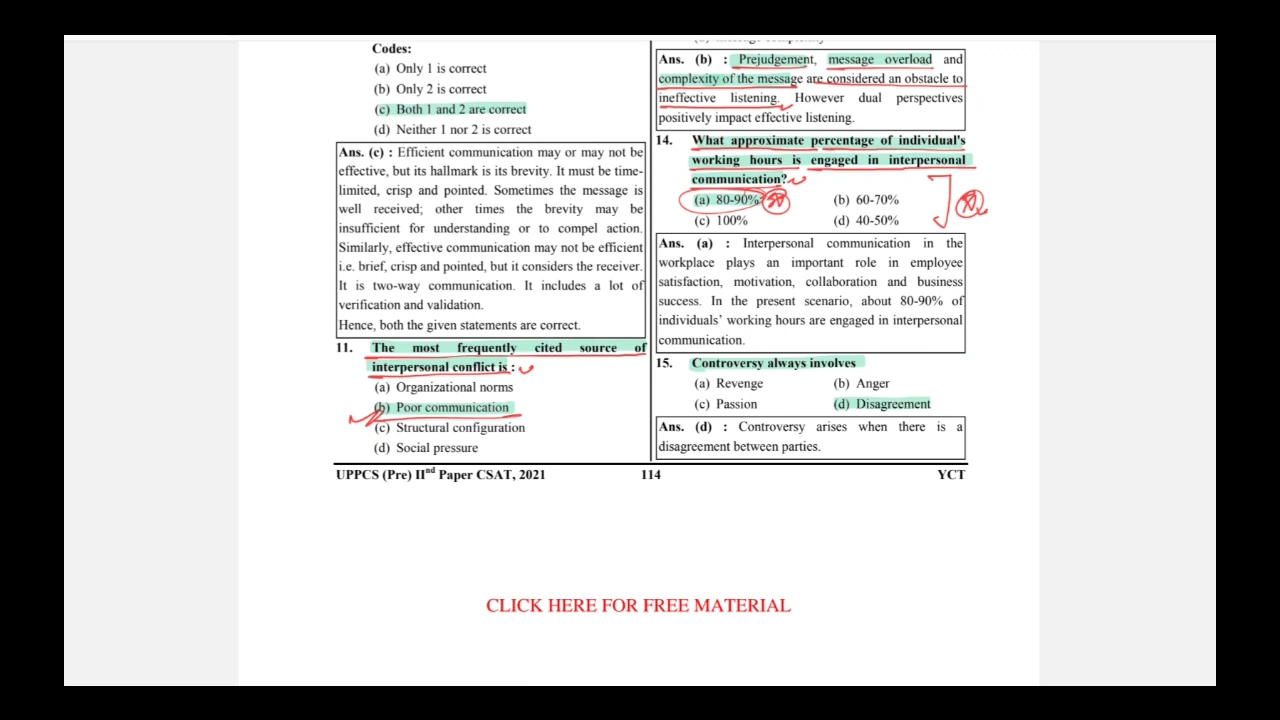 Codes:
(a) Only 1 is correct
(b) Only 2 is correct
(c) Both 1 and 2 are correct
(d) Neither 1 nor 2 is correct
Ans. (c) : Efficient communication may or may not be
effective, but its hallmark is its brevity. It must be time-
limited, crisp and pointed. Sometimes the message is
well received; other times the brevity may be
insufficient for understanding or to compel action.
Similarly, effective communication may not be efficient
i.e. brief, crisp and pointed, but it considers the receiver.
It is two-way communication. It includes a lot of
verification and validation.
Hence, both the given statements are correct.
11. The most frequently cited source of
interpersonal conflict is :
(a) Organizational norms
(b) Poor communication
(c) Structural configuration
(d) Social pressure
Ans. (b) : Prejudgement, message overload and
complexity of the message are considered an obstacle to
ineffective listening. However dual perspectives
positively impact effective listening.
14. What approximate percentage of individual's
working hours is engaged in interpersonal
communication?
(a) 80-90% (b) 60-70%
(c) 100% (d) 40-50%
Ans. (a) : Interpersonal communication in the
workplace plays an important role in employee
satisfaction, motivation, collaboration and business
success. In the present scenario, about 80-90% of
individuals' working hours are engaged in interpersonal
communication.
15. Controversy always involves
(a) Revenge (b) Anger
(c) Passion (d) Disagreement
Ans. (d) : Controversy arises when there is a
disagreement between parties.
UPPCS (Pre) IInd Paper CSAT, 2021 114 YCT
CLICK HERE FOR FREE MATERIAL